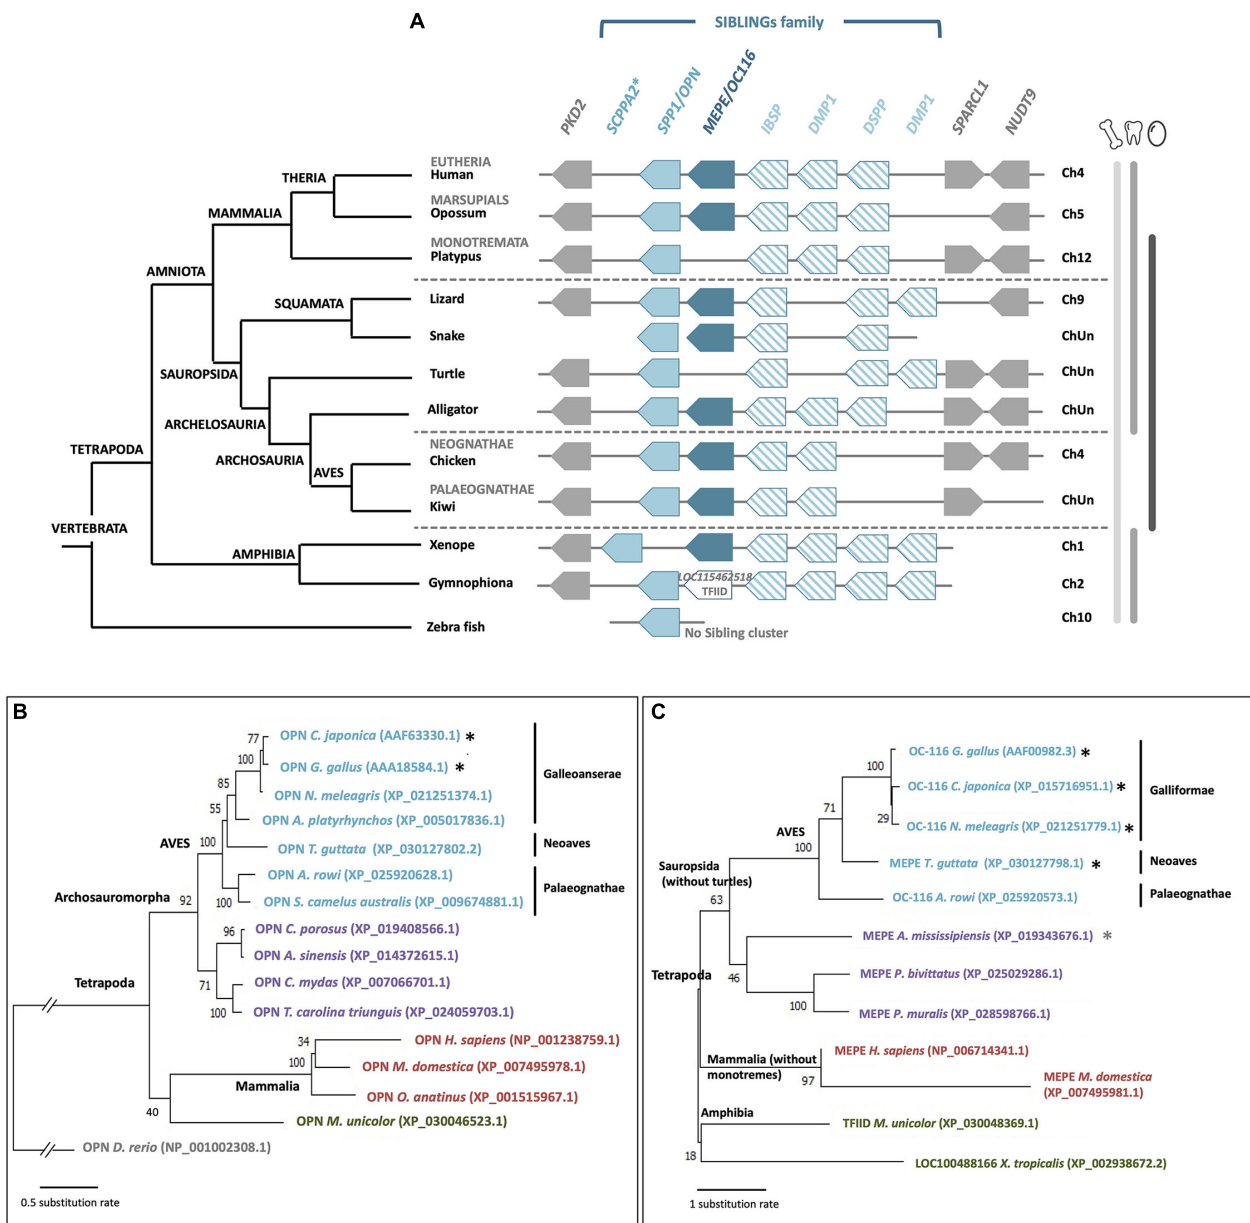 A
SIBLINGs family
PKD2
SCPPA2*
SPP1/OPN
MEPE/OC116
IBSP
DMP1
DSPP
DMP1
SPARCL1
NUDT9
EUTHERIA
Human
Ch4
THERIA
MARSUPIALS
Opossum
Ch5
MAMMALIA
MONOTREMATA
Platypus
Ch12
AMNIOTA
SQUAMATA
Lizard
Ch9
Snake
ChUn
SAUROPSIDA
Turtle
ChUn
Alligator
ChUn
ARCHELOSAURIA
TETRAPODA
NEOGNATHAE
Chicken
Ch4
ARCHOSAURIA
AVES
PALAEOGNATHAE
Kiwi
ChUn
VERTEBRATA
AMPHIBIA
Xenope
Ch1
Gymnophiona
LOC115462518
TFIID
Ch2
Zebra fish
No Sibling cluster
Ch10
B
77
OPN C. japonica (AAF63330.1) *
100
OPN G. gallus (AAA18584.1) *
Galleoanserae
85
OPN N. meleagris (XP_021251374.1)
55
OPN A. platyrhynchos (XP_005017836.1)
AVES
100
OPN T. guttata (XP_030127802.2)
Neoaves
OPN A. rowi (XP_025920628.1)
Palaeognathae
Archosauromorpha
92
100
OPN S. camelus australis (XP_009674881.1)
OPN C. porosus (XP_019408566.1)
96
OPN A. sinensis (XP_014372615.1)
Tetrapoda
71
OPN C. mydas (XP_007066701.1)
100
OPN T. carolina triunguis (XP_024059703.1)
34
OPN H. sapiens (NP_001238759.1)
100
OPN M. domestica (XP_007495978.1)
Mammalia
OPN O. anatinus (XP_001515967.1)
40
OPN M. unicolor (XP_030046523.1)
OPN D. rerio (NP_001002308.1)
0.5 substitution rate
C
OC-116 G. gallus (AAF00982.3) *
100
OC-116 C. japonica (XP_015716951.1) *
Galliformae
71
29
OC-116 N. meleagris (XP_021251779.1) *
AVES
100
MEPE T. guttata (XP_030127798.1) *
Neoaves
Sauropsida
(without turtles)
OC-116 A. rowi (XP_025920573.1)
Palaeognathae
63
MEPE A. mississipiensis (XP_019343676.1) *
Tetrapoda
46
MEPE P. bivittatus (XP_025029286.1)
100
MEPE P. muralis (XP_028598766.1)
Mammalia (without
monotremes)
MEPE H. sapiens (NP_006714341.1)
97
MEPE M. domestica
(XP_007495981.1)
Amphibia
TFIID M. unicolor (XP_030048369.1)
18
LOC100488166 X. tropicalis (XP_002938672.2)
1 substitution rate